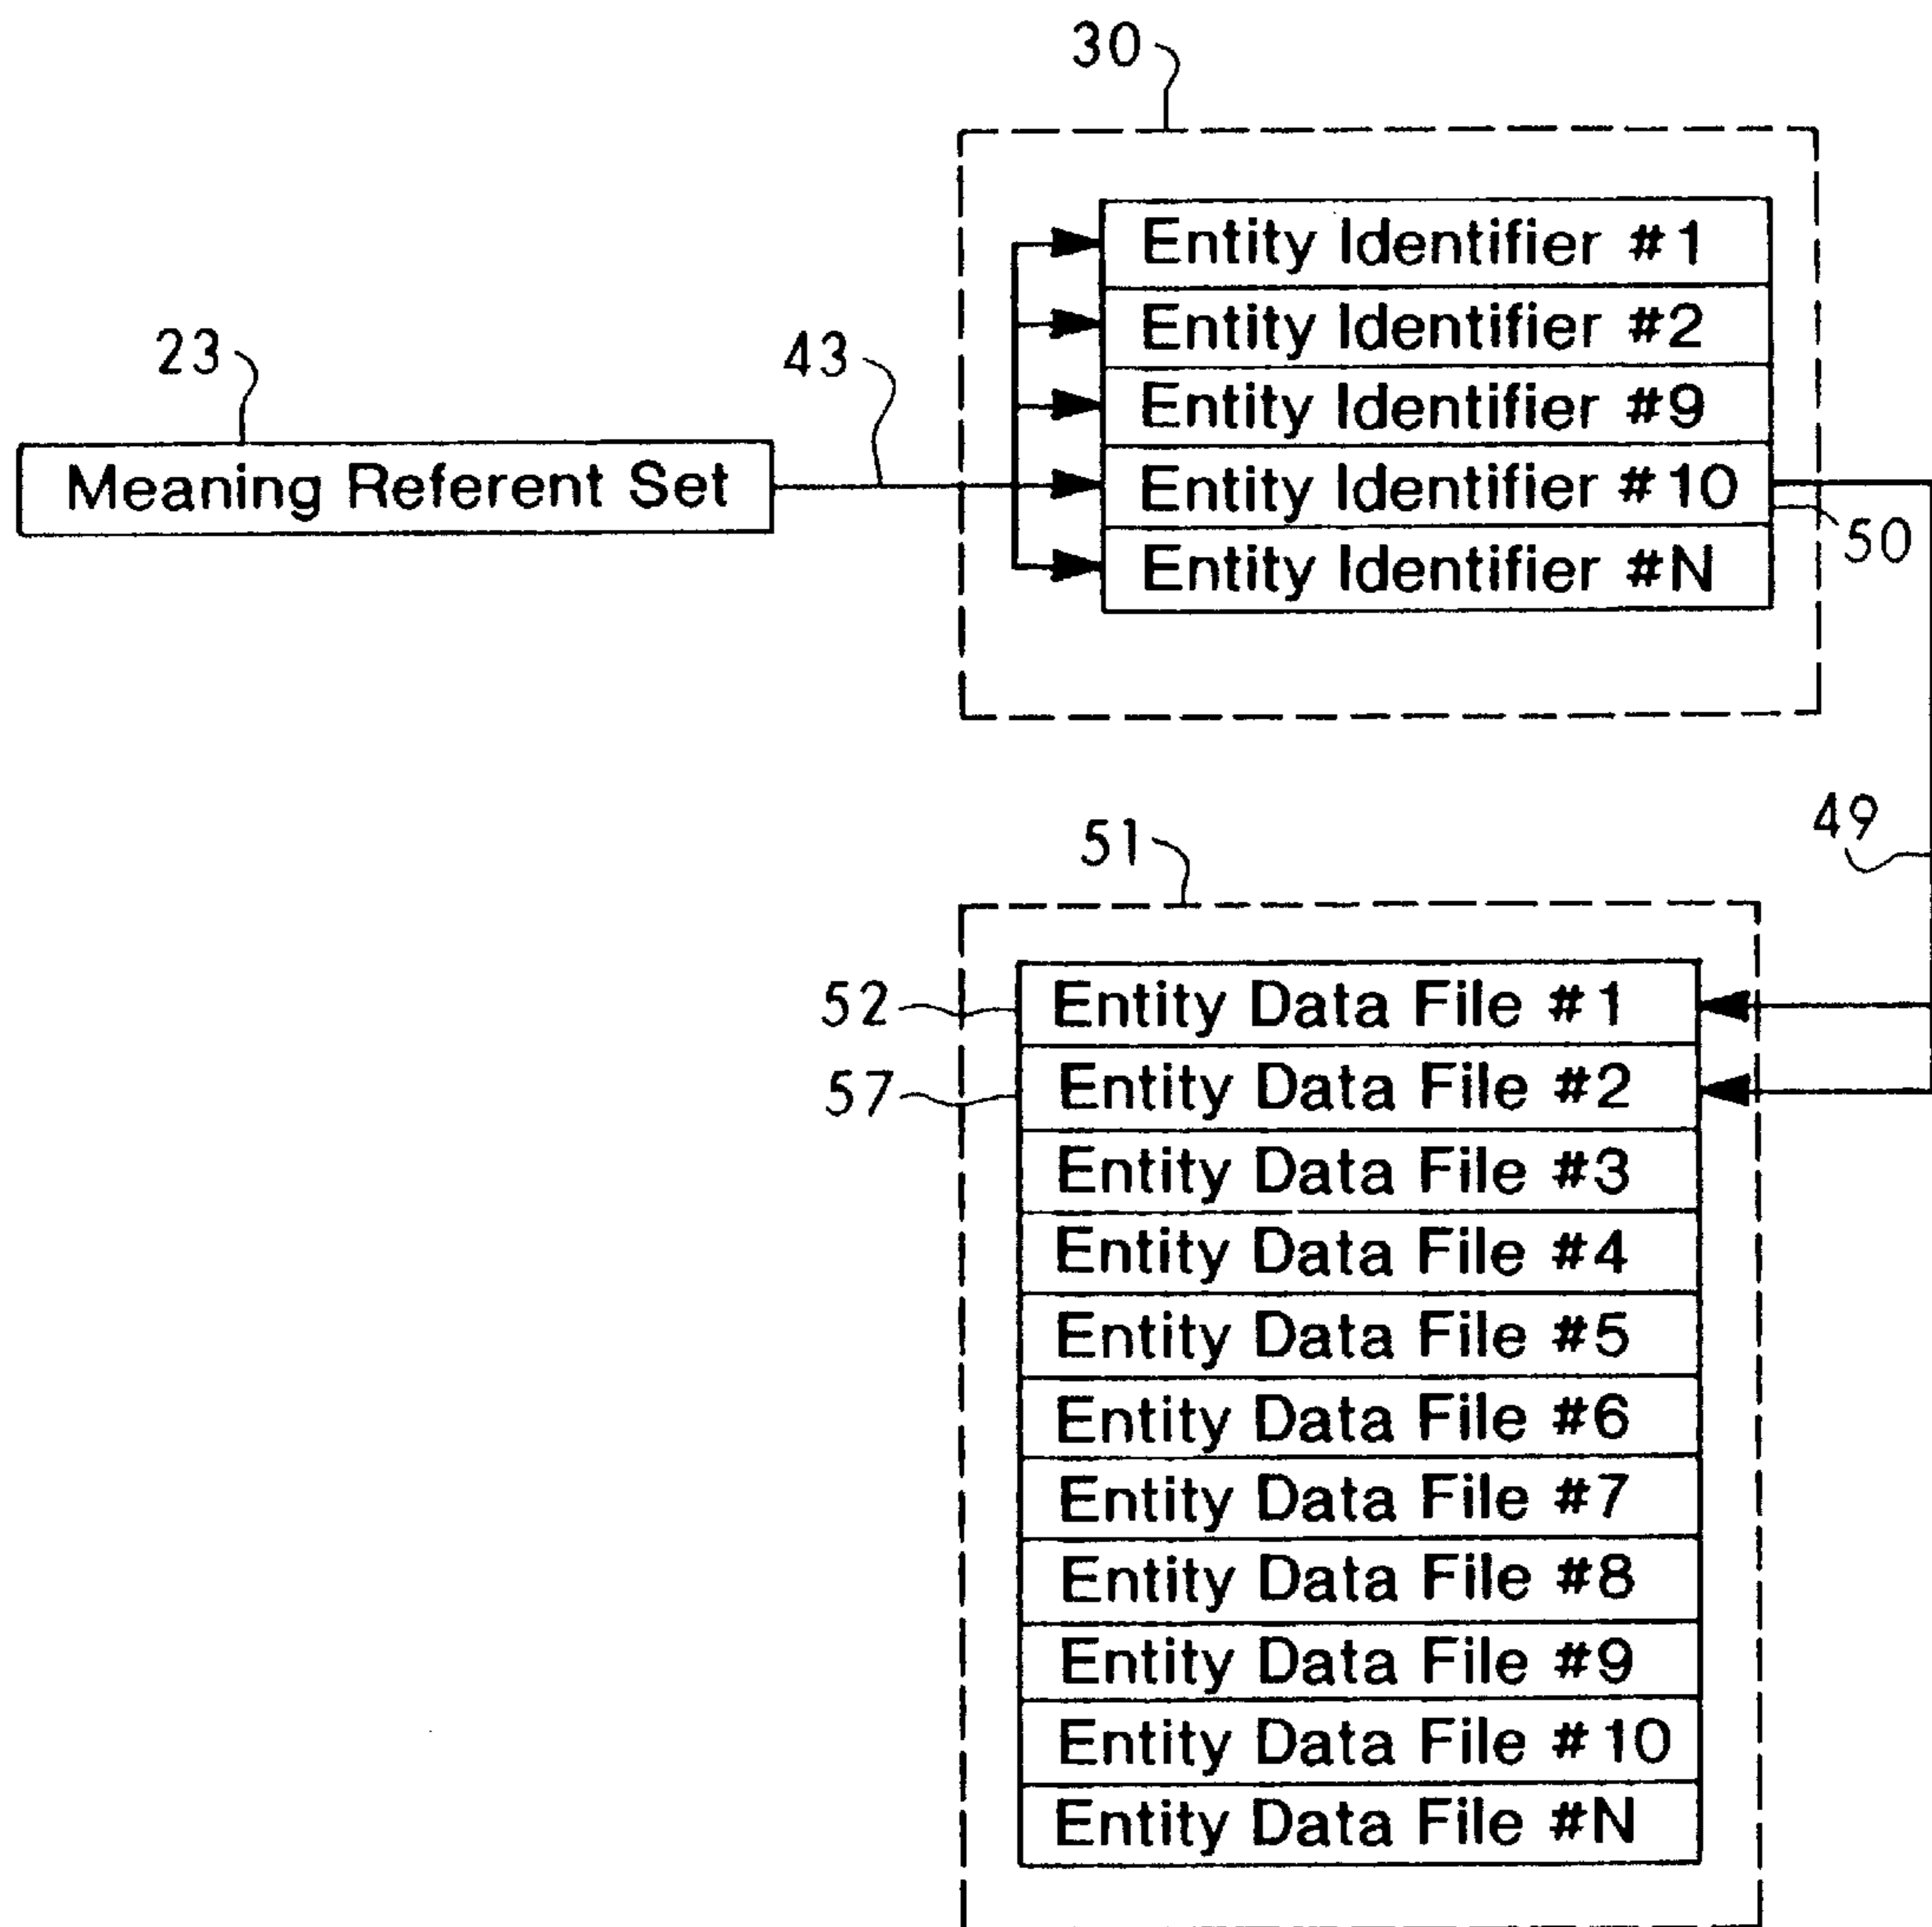 30
Entity Identifier #1
Entity Identifier #2
23
43
Entity Identifier #9
Meaning Referent Set
Entity Identifier #10
50
Entity Identifier #N
49
51
52
Entity Data File #1
57
Entity Data File #2
Entity Data File #3
Entity Data File #4
Entity Data File #5
Entity Data File #6
Entity Data File #7
Entity Data File #8
Entity Data File #9
Entity Data File #10
Entity Data File #N